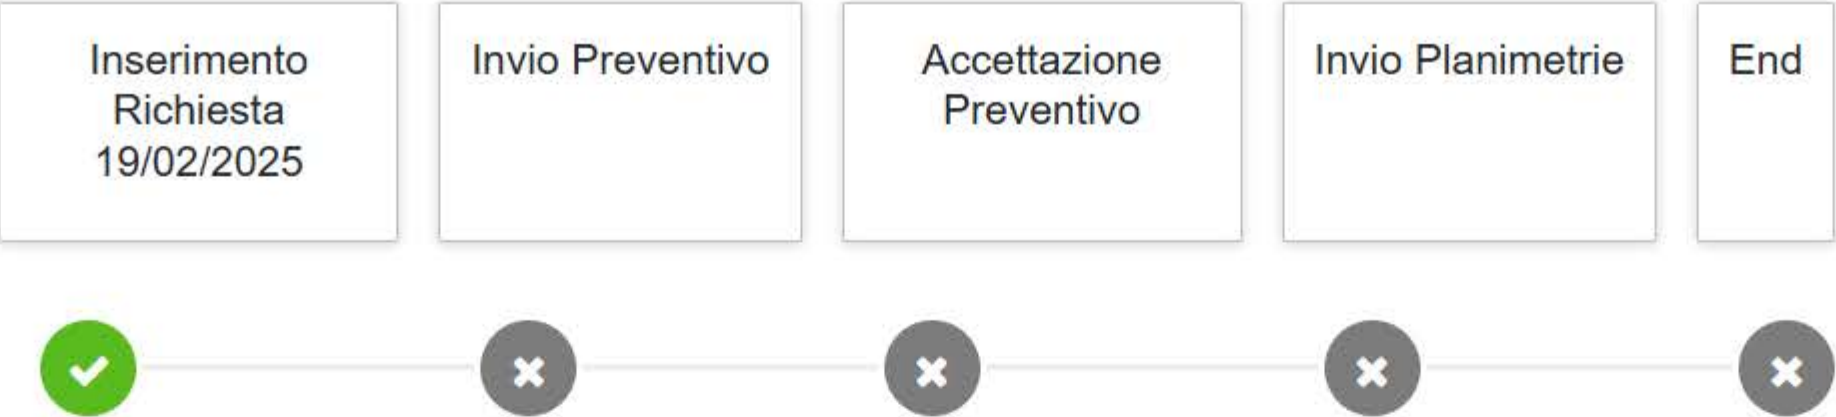 Inserimento
Richiesta
19/02/2025
Invio Preventivo
Accettazione
Preventivo
Invio Planimetrie
End